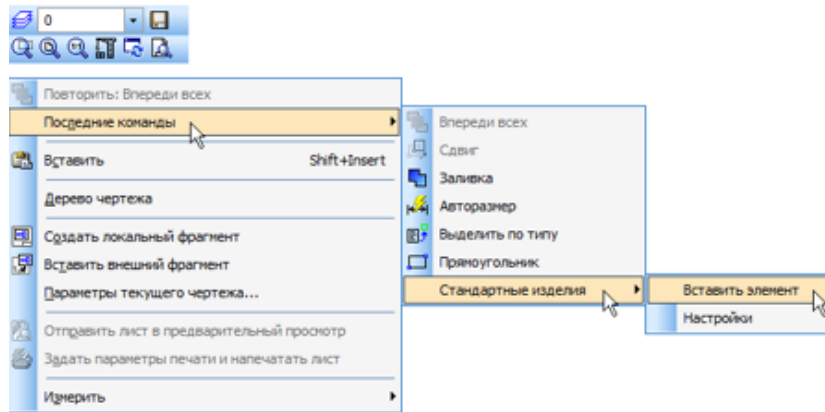 0
Повторить: Впереди всех
Последние команды
Вставить Shift+Insert
Дерево чертежа
Создать локальный фрагмент
Вставить внешний фрагмент
Параметры текущего чертежа...
Отправить лист в предварительный просмотр
Задать параметры печати и напечатать лист
Измерить
Впереди всех
Сдвиг
Заливка
Авторазмер
Выделить по типу
Прямоугольник
Стандартные изделия
Вставить элемент
Настройки